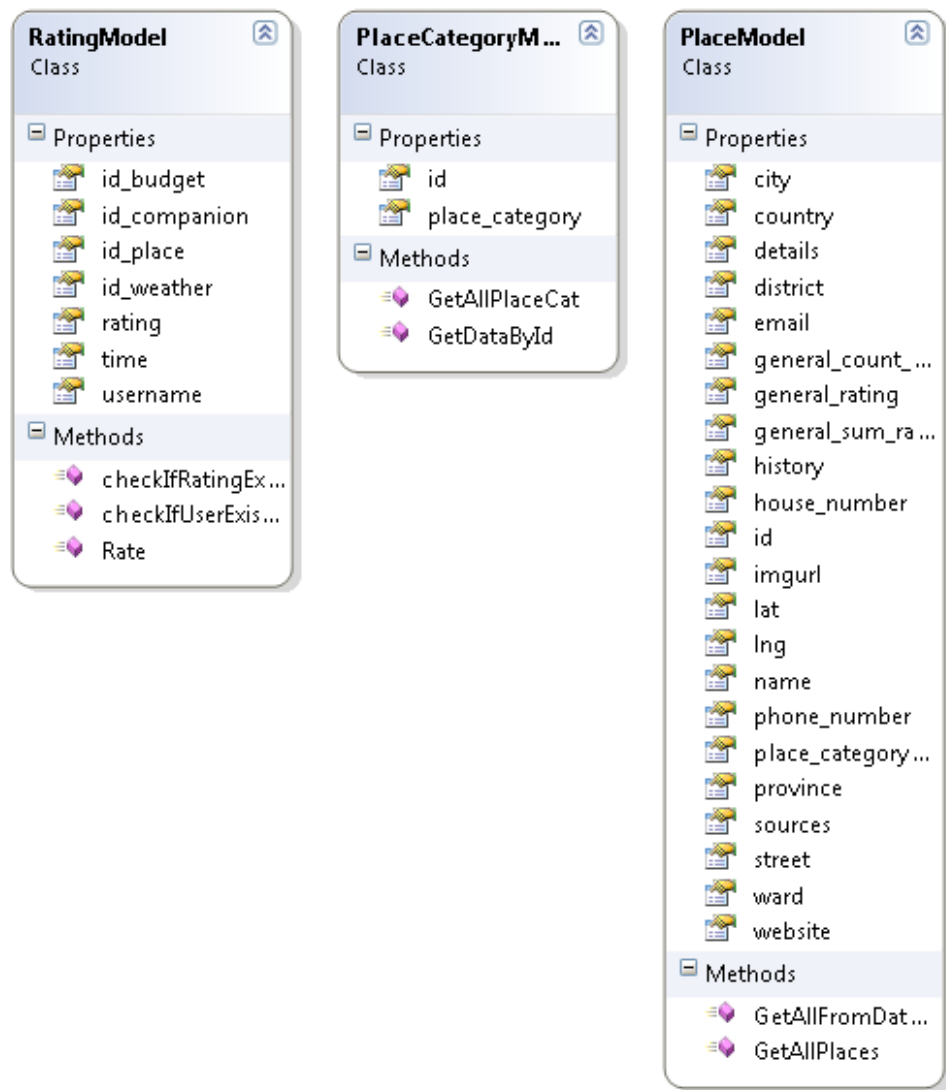 RatingModel
Class
Properties
id_budget
id_companion
id_place
id_weather
rating
time
username
Methods
checkIfRatingEx...
checkIfUserExis...
Rate
PlaceCategoryM...
Class
Properties
id
place_category
Methods
GetAllPlaceCat
GetDataById
PlaceModel
Class
Properties
city
country
details
district
email
general_count_...
general_rating
general_sum_ra...
history
house_number
id
imgurl
lat
lng
name
phone_number
place_category...
province
sources
street
ward
website
Methods
GetAllFromDat...
GetAllPlaces